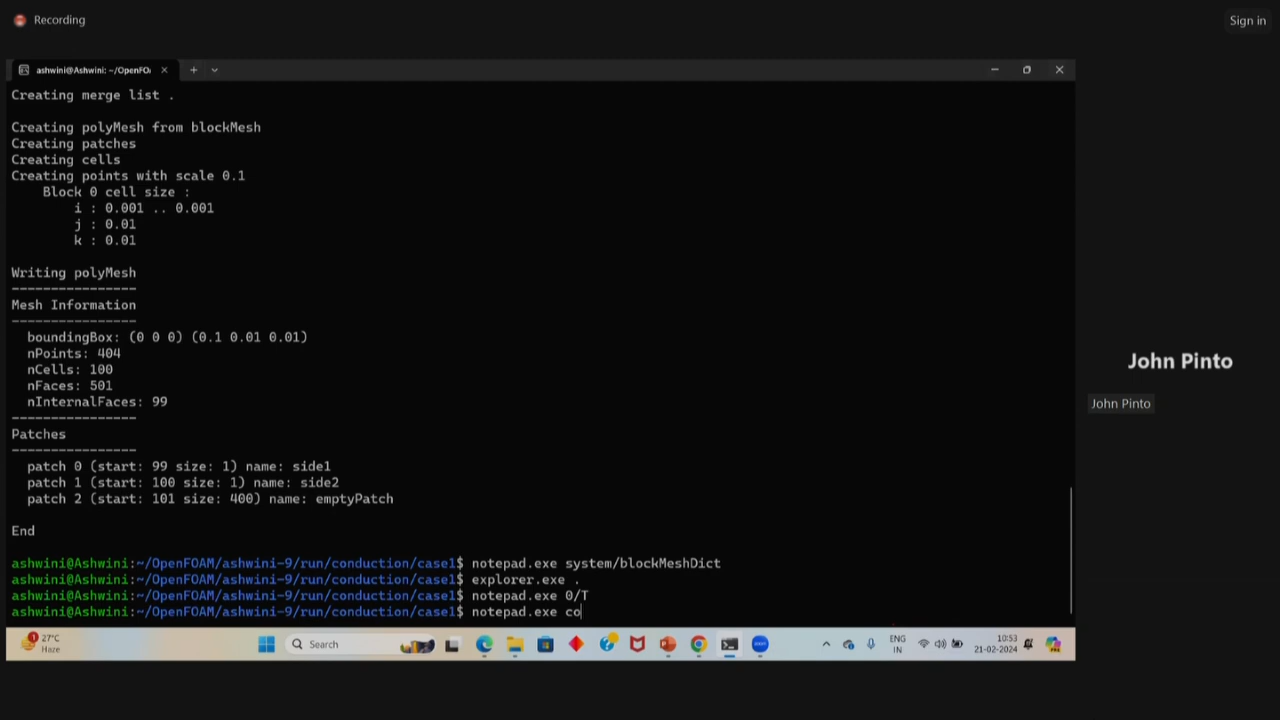 Recording
Sign in
ashwini@Ashwini: ~/OpenFO
Creating merge list .
Creating polyMesh from blockMesh
Creating patches
Creating cells
Creating points with scale 0.1
Block 0 cell size :
i : 0.001 .. 0.001
j : 0.01
k : 0.01
Writing polyMesh
----------------
Mesh Information
----------------
boundingBox: (0 0 0) (0.1 0.01 0.01)
nPoints: 404
nCells: 100
nFaces: 501
nInternalFaces: 99
----------------
Patches
----------------
patch 0 (start: 99 size: 1) name: side1
patch 1 (start: 100 size: 1) name: side2
patch 2 (start: 101 size: 400) name: emptyPatch
End
ashwini@Ashwini:~/OpenFOAM/ashwini-9/run/conduction/case1$ notepad.exe system/blockMeshDict
ashwini@Ashwini:~/OpenFOAM/ashwini-9/run/conduction/case1$ explorer.exe .
ashwini@Ashwini:~/OpenFOAM/ashwini-9/run/conduction/case1$ notepad.exe 0/T
ashwini@Ashwini:~/OpenFOAM/ashwini-9/run/conduction/case1$ notepad.exe co
John Pinto
John Pinto
1
27°C
Haze
Search
ENG
IN
10:53
21-02-2024